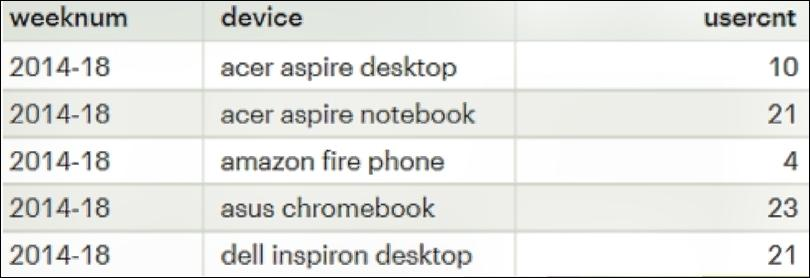 weeknum device usercnt
2014-18 acer aspire desktop 10
2014-18 acer aspire notebook 21
2014-18 amazon fire phone 4
2014-18 asus chromebook 23
2014-18 dell inspiron desktop 21